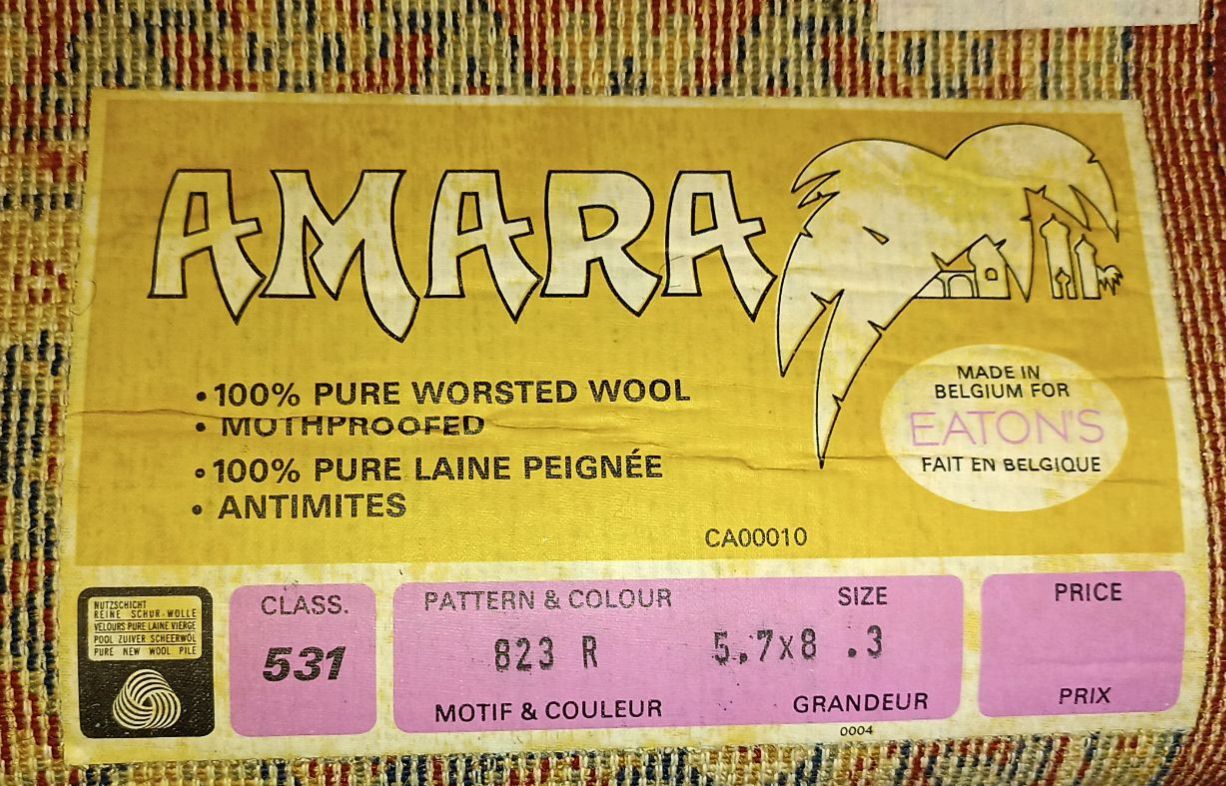 AMARA
• 100% PURE WORSTED WOOL
• MOTHPROOFED
• 100% PURE LAINE PEIGNÉE
• ANTIMITES
MADE IN
BELGIUM FOR
EATON'S
FAIT EN BELGIQUE
CA00010
NUTZSCHICHT
REINE SCHUR-WOLLE
VELOURS PURE LAINE VIERGE
POOL ZUIVER SCHEERWOL
PURE NEW WOOL PILE
CLASS.
531
PATTERN & COLOUR SIZE
823 R 5.7x8 .3
MOTIF & COULEUR GRANDEUR
0004
PRICE
PRIX